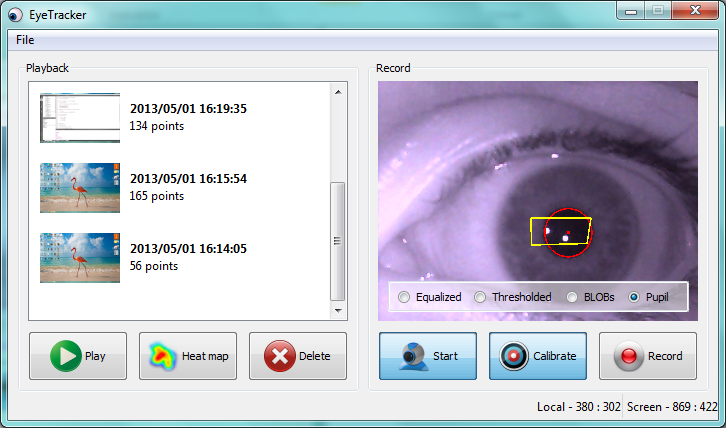 EyeTracker
File
Playback
2013/05/01 16:19:35
134 points
2013/05/01 16:15:54
165 points
2013/05/01 16:14:05
56 points
Play
Heat map
Delete
Record
Equalized
Thresholded
BLOBs
Pupil
Start
Calibrate
Record
Local - 380 : 302
Screen - 869 : 422